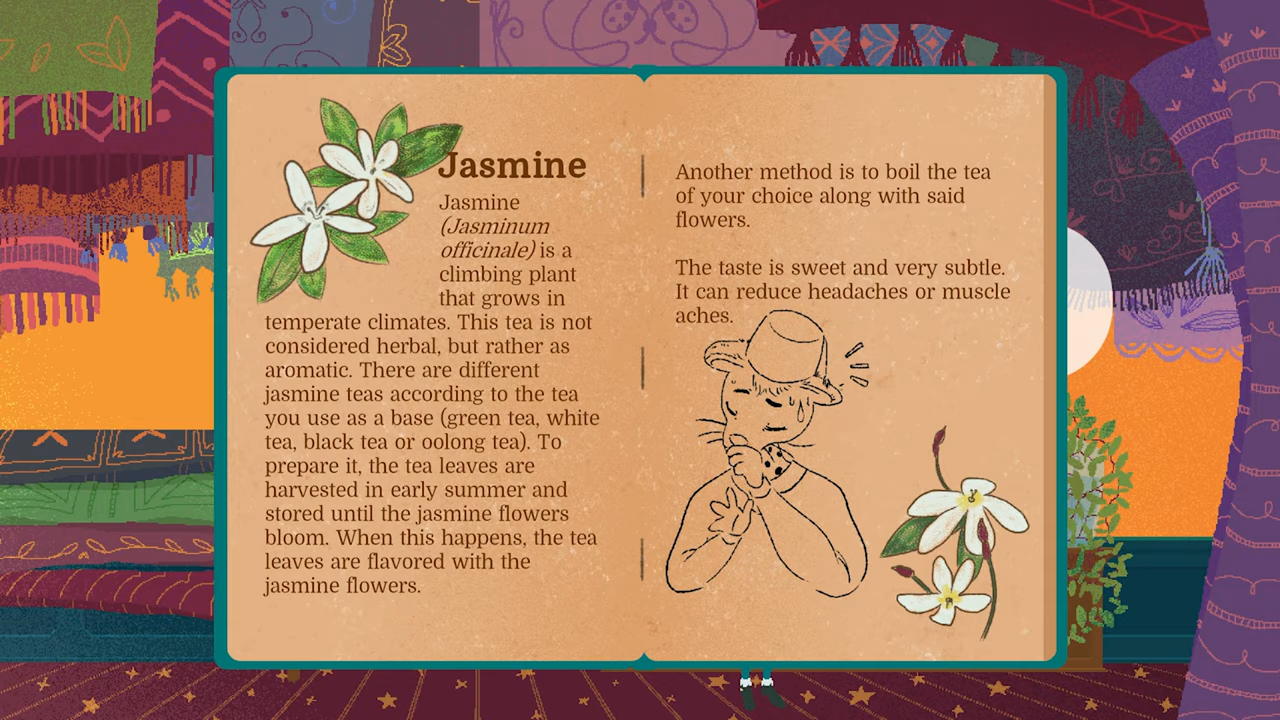 Jasmine
Jasmine
(Jasminum
officinale) is a
climbing plant
that grows in
temperate climates. This tea is not
considered herbal, but rather as
aromatic. There are different
jasmine teas according to the tea
you use as a base (green tea, white
tea, black tea or oolong tea). To
prepare it, the tea leaves are
harvested in early summer and
stored until the jasmine flowers
bloom. When this happens, the tea
leaves are flavored with the
jasmine flowers.
Another method is to boil the tea
of your choice along with said
flowers.
The taste is sweet and very subtle.
It can reduce headaches or muscle
aches.